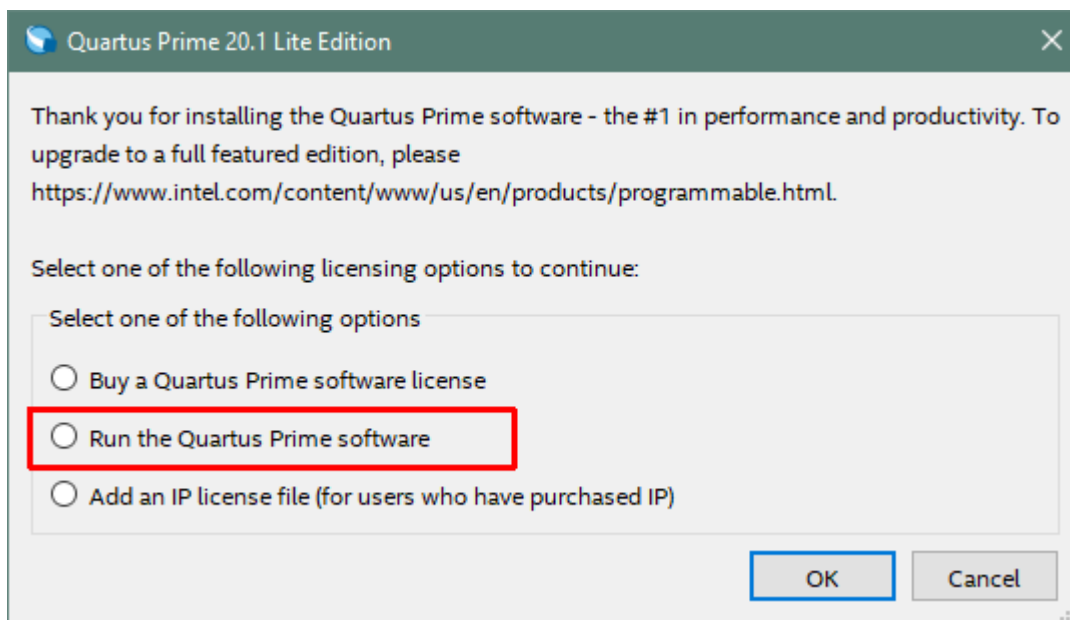 Quartus Prime 20.1 Lite Edition
Thank you for installing the Quartus Prime software - the #1 in performance and productivity. To
upgrade to a full featured edition, please
https://www.intel.com/content/www/us/en/products/programmable.html.
Select one of the following licensing options to continue:
Select one of the following options
Buy a Quartus Prime software license
Run the Quartus Prime software
Add an IP license file (for users who have purchased IP)
OK Cancel